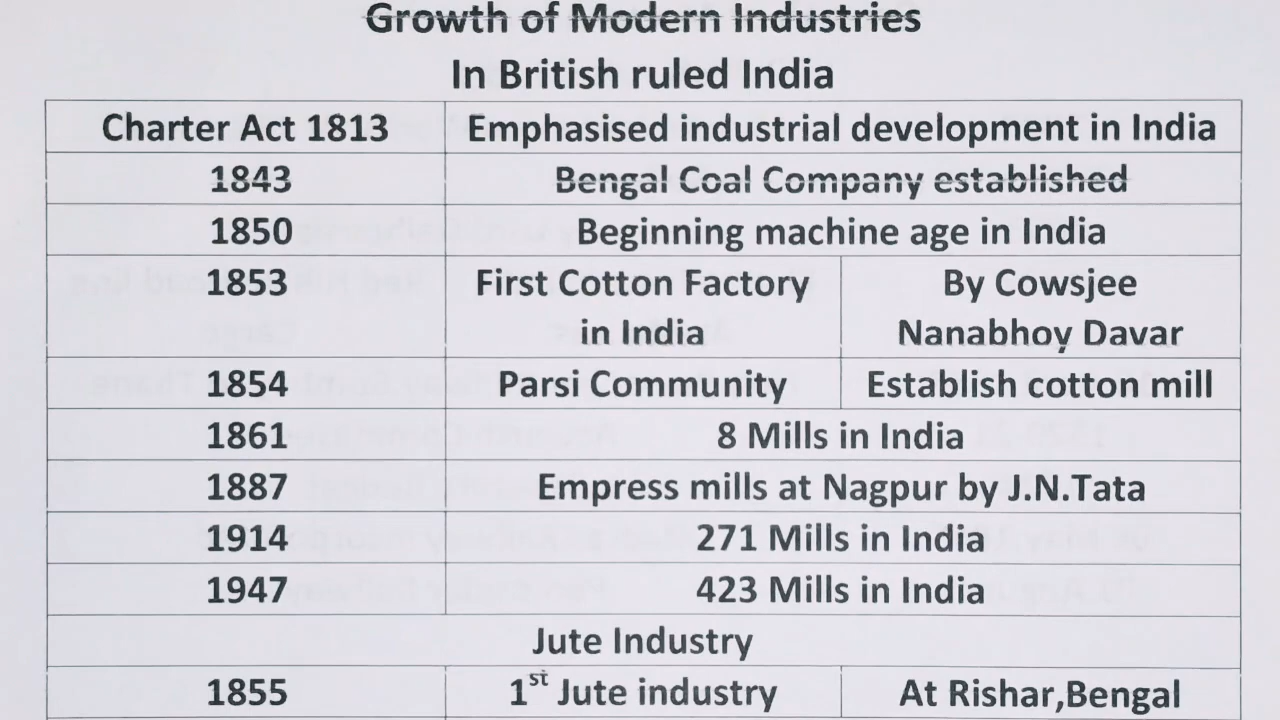 Growth of Modern Industries
In British ruled India
Charter Act 1813 Emphasised industrial development in India
1843 Bengal Coal Company established
1850 Beginning machine age in India
1853 First Cotton Factory in India By Cowsjee Nanabhoy Davar
1854 Parsi Community Establish cotton mill
1861 8 Mills in India
1887 Empress mills at Nagpur by J.N.Tata
1914 271 Mills in India
1947 423 Mills in India
Jute Industry
1855 1st Jute industry At Rishar,Bengal